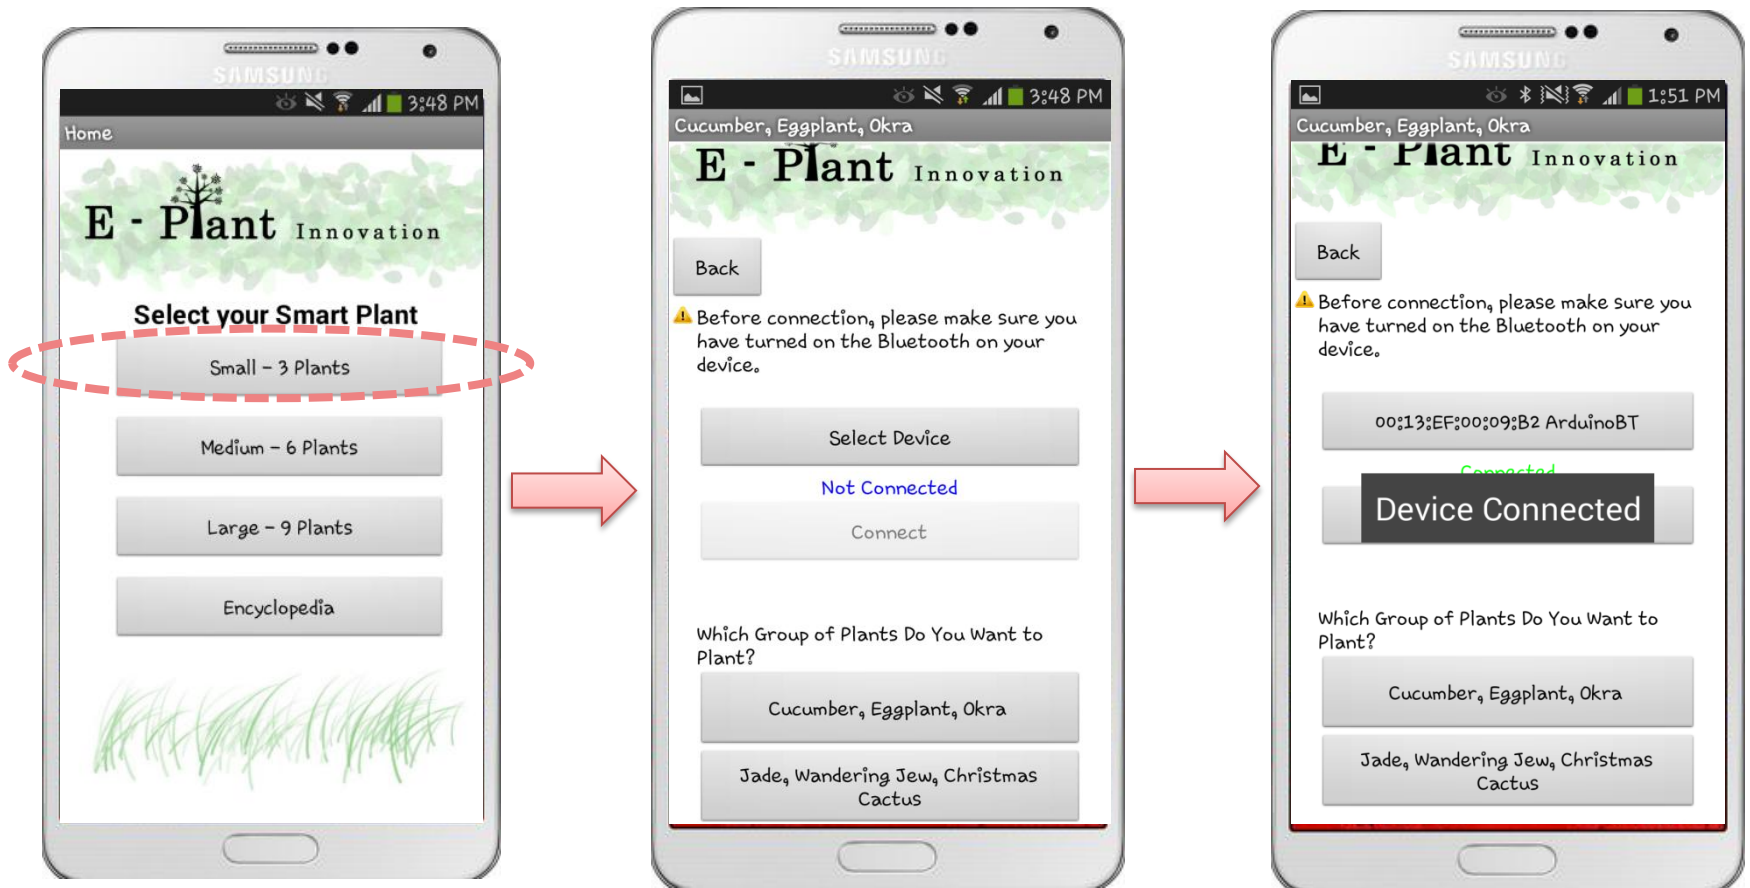 SAMSUNG
3:48 PM
Home
E - Plant Innovation
Select your Smart Plant
Small - 3 Plants
Medium - 6 Plants
Large - 9 Plants
Encyclopedia
SAMSUNG
3:48 PM
Cucumber, Eggplant, Okra
E - Plant Innovation
Back
Before connection, please make sure you
have turned on the Bluetooth on your
device.
Select Device
Not Connected
Connect
Which Group of Plants Do You Want to
Plant?
Cucumber, Eggplant, Okra
Jade, Wandering Jew, Christmas
Cactus
SAMSUNG
1:51 PM
Cucumber, Eggplant, Okra
E - Plant Innovation
Back
Before connection, please make sure you
have turned on the Bluetooth on your
device.
00:13:EF:00:09:B2 ArduinoBT
Connected
Device Connected
Which Group of Plants Do You Want to
Plant?
Cucumber, Eggplant, Okra
Jade, Wandering Jew, Christmas
Cactus